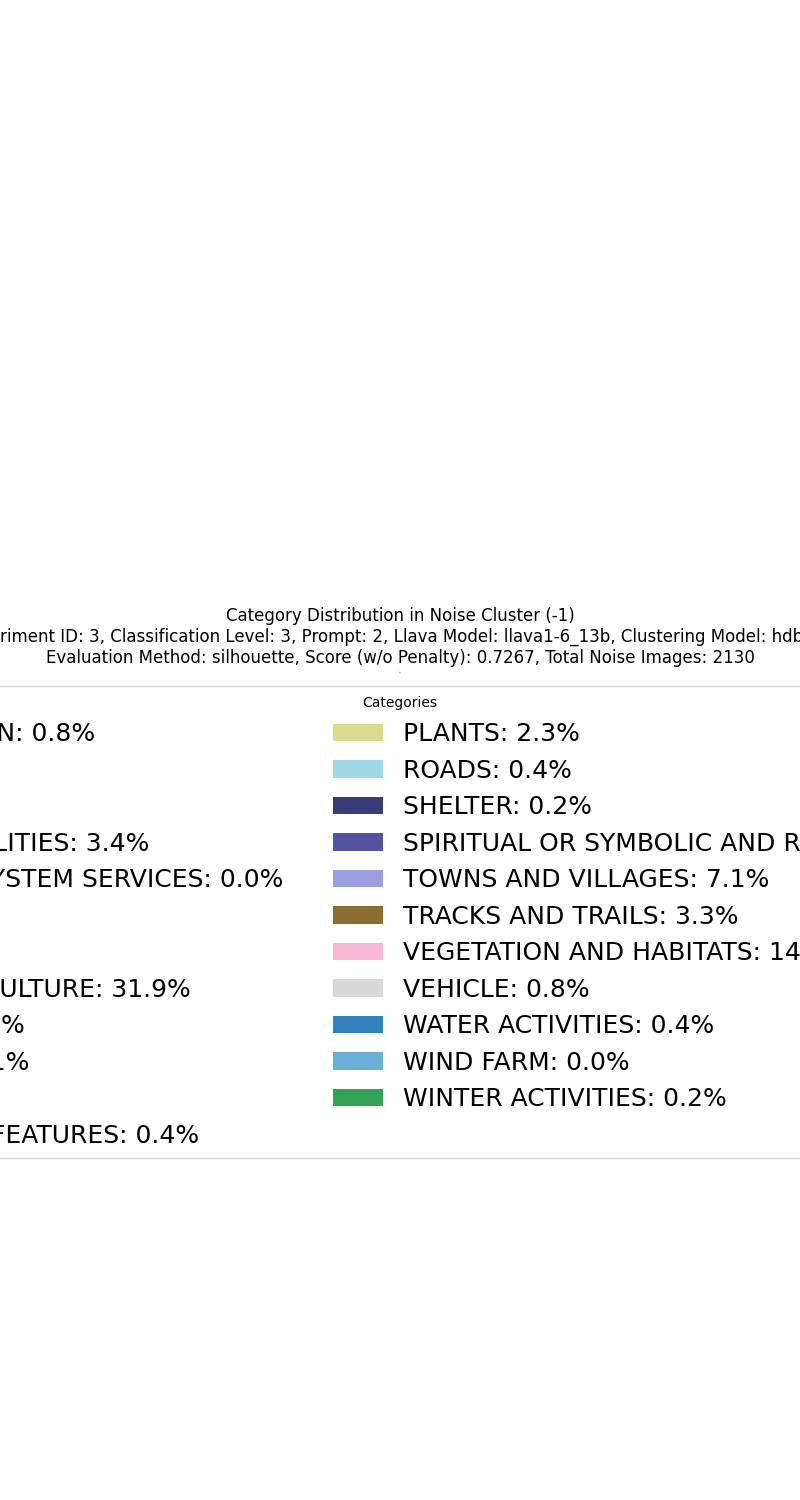 Category Distribution in Noise Cluster (-1)
riment ID: 3, Classification Level: 3, Prompt: 2, Llava Model: llava1-6_13b, Clustering Model: hdb
Evaluation Method: silhouette, Score (w/o Penalty): 0.7267, Total Noise Images: 2130
Categories
N: 0.8%
LITIES: 3.4%
YSTEM SERVICES: 0.0%
ULTURE: 31.9%
%
1%
FEATURES: 0.4%
PLANTS: 2.3%
ROADS: 0.4%
SHELTER: 0.2%
SPIRITUAL OR SYMBOLIC AND R
TOWNS AND VILLAGES: 7.1%
TRACKS AND TRAILS: 3.3%
VEGETATION AND HABITATS: 14
VEHICLE: 0.8%
WATER ACTIVITIES: 0.4%
WIND FARM: 0.0%
WINTER ACTIVITIES: 0.2%